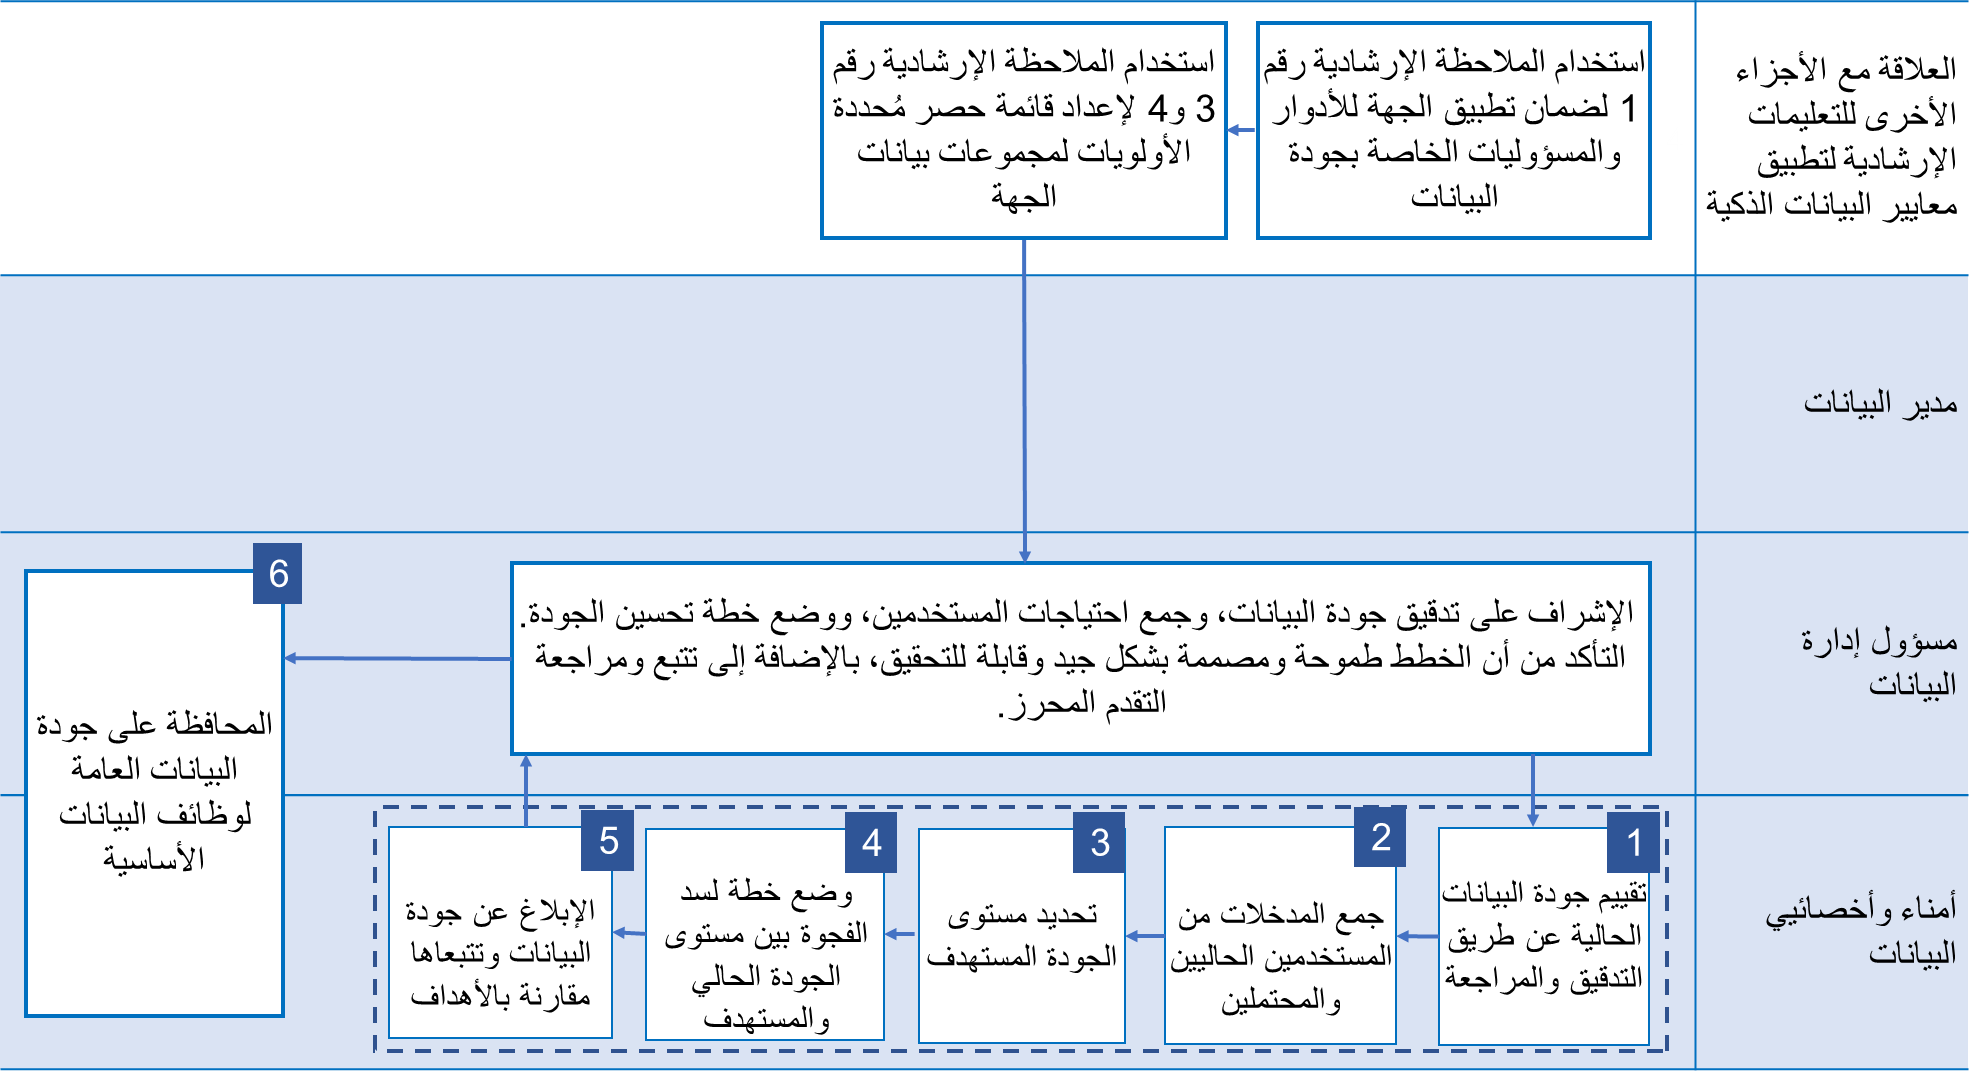 العلاقة مع الأجزاء
الأخرى للتعليمات
الإرشادية لتطبيق
معايير البيانات الذكية
استخدام الملاحظة الإرشادية رقم
1 لضمان تطبيق الجهة للأدوار
والمسؤوليات الخاصة بجودة
البيانات
استخدام الملاحظة الإرشادية رقم
3 و4 لإعداد قائمة حصر مُحددة
الأولويات لمجموعات بيانات
الجهة
مدير البيانات
مسؤول إدارة
البيانات
الإشراف على تدقيق جودة البيانات، وجمع احتياجات المستخدمين، ووضع خطة تحسين الجودة.
التأكد من أن الخطط طموحة ومصممة بشكل جيد وقابلة للتحقيق، بالإضافة إلى تتبع ومراجعة
التقدم المحرز.
6
المحافظة على جودة
البيانات العامة
لوظائف البيانات
الأساسية
أمناء وأخصائيي
البيانات
1
تقييم جودة البيانات
الحالية عن طريق
التدقيق والمراجعة
2
جمع المدخلات من
المستخدمين الحاليين
والمحتملين
3
تحديد مستوى
الجودة المستهدف
4
وضع خطة لسد
الفجوة بين مستوى
الجودة الحالي
والمستهدف
5
الإبلاغ عن جودة
البيانات وتتبعاها
مقارنة بالأهداف